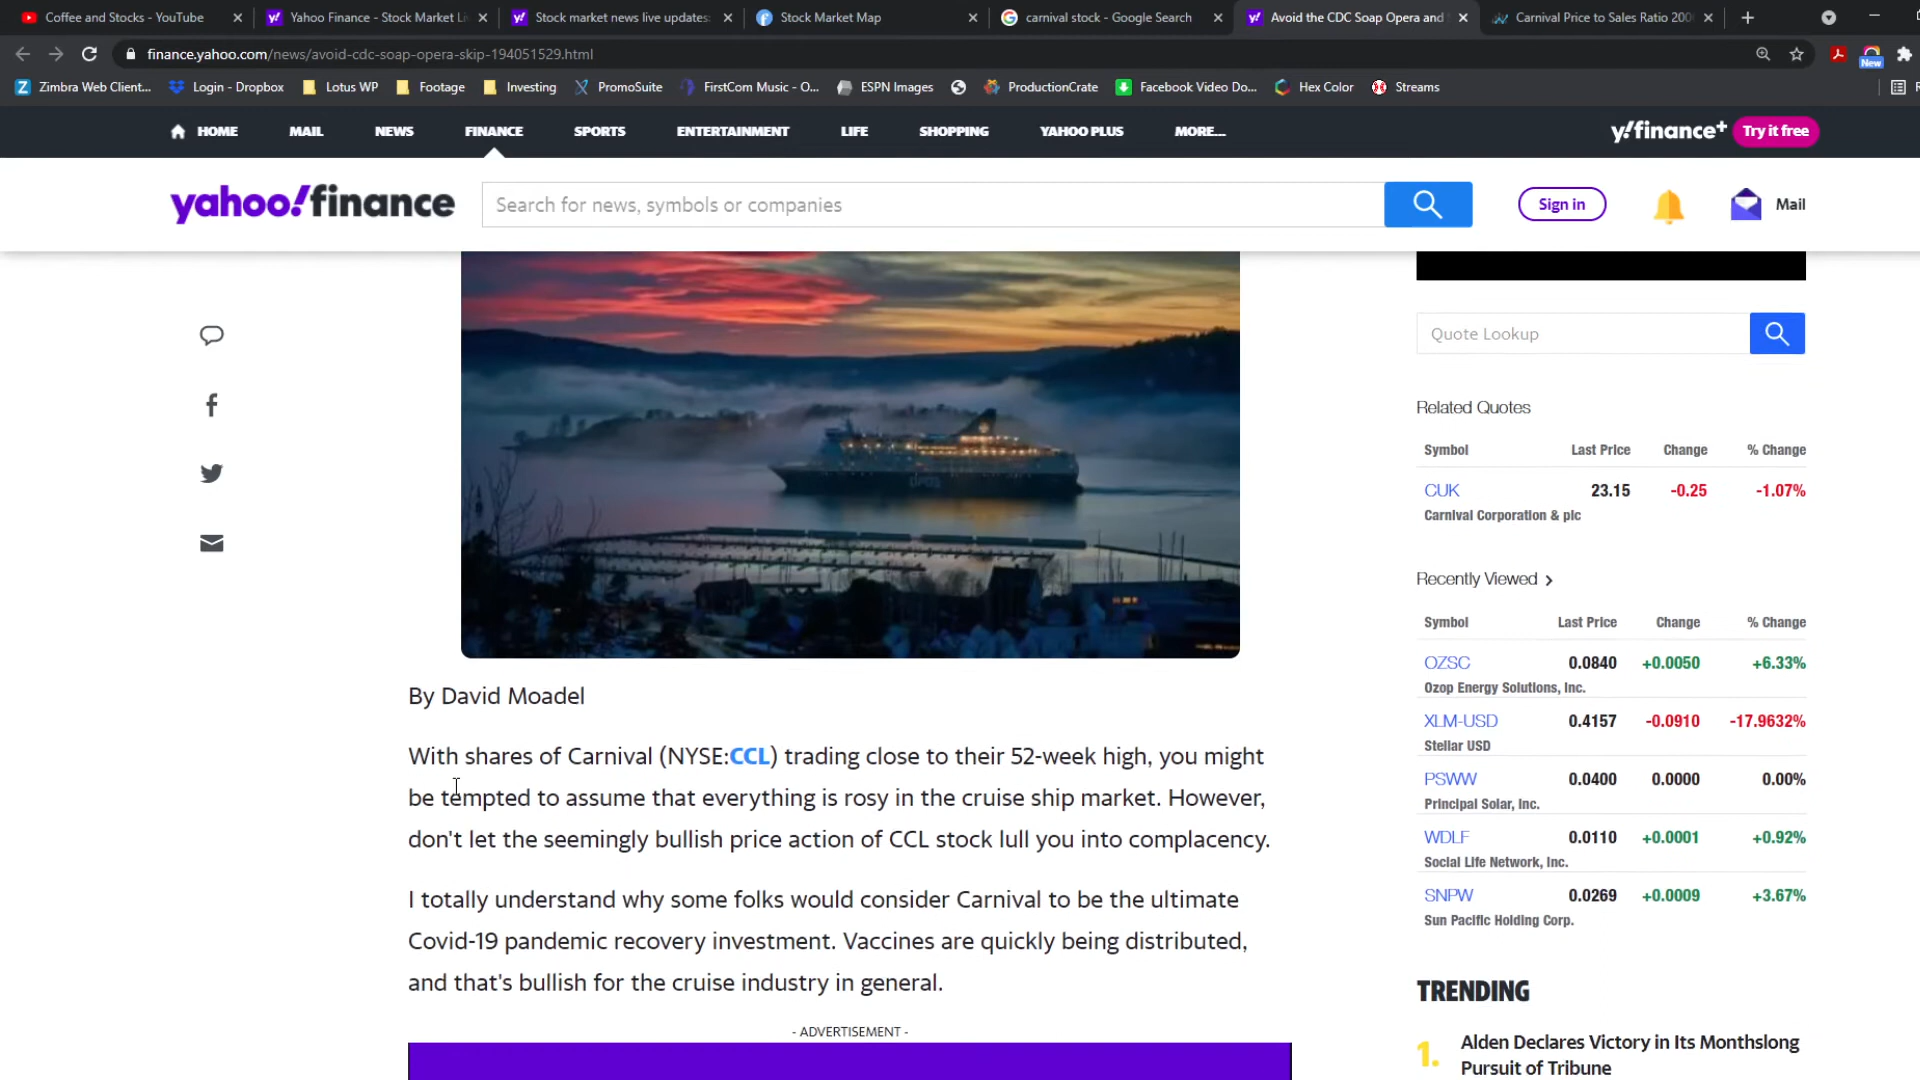 Coffee and Stocks - YouTube
Yahoo Finance - Stock Market Li
Stock market news live updates:
Stock Market Map
carnival stock - Google Search
Avoid the CDC Soap Opera and
Carnival Price to Sales Ratio 200
finance.yahoo.com/news/avoid-cdc-soap-opera-skip-194051529.html
New
Zimbra Web Client...
Login - Dropbox
Lotus WP
Footage
Investing
PromoSuite
FirstCom Music - O...
ESPN Images
ProductionCrate
Facebook Video Do...
Hex Color
Streams
HOME
MAIL
NEWS
FINANCE
SPORTS
ENTERTAINMENT
LIFE
SHOPPING
YAHOO PLUS
MORE...
y!finance+
Try it free
yahoo!finance
Search for news, symbols or companies
Sign in
Mail
By David Moadel
With shares of Carnival (NYSE:CCL) trading close to their 52-week high, you might
be tempted to assume that everything is rosy in the cruise ship market. However,
don't let the seemingly bullish price action of CCL stock lull you into complacency.
I totally understand why some folks would consider Carnival to be the ultimate
Covid-19 pandemic recovery investment. Vaccines are quickly being distributed,
and that's bullish for the cruise industry in general.
- ADVERTISEMENT -
Quote Lookup
Related Quotes
Symbol Last Price Change % Change
CUK 23.15 -0.25 -1.07%
Carnival Corporation & plc
Recently Viewed
Symbol Last Price Change % Change
OZSC 0.0840 +0.0050 +6.33%
Ozop Energy Solutions, Inc.
XLM-USD 0.4157 -0.0910 -17.9632%
Stellar USD
PSWW 0.0400 0.0000 0.00%
Principal Solar, Inc.
WDLF 0.0110 +0.0001 +0.92%
Social Life Network, Inc.
SNPW 0.0269 +0.0009 +3.67%
Sun Pacific Holding Corp.
TRENDING
1. Alden Declares Victory in Its Monthslong
Pursuit of Tribune